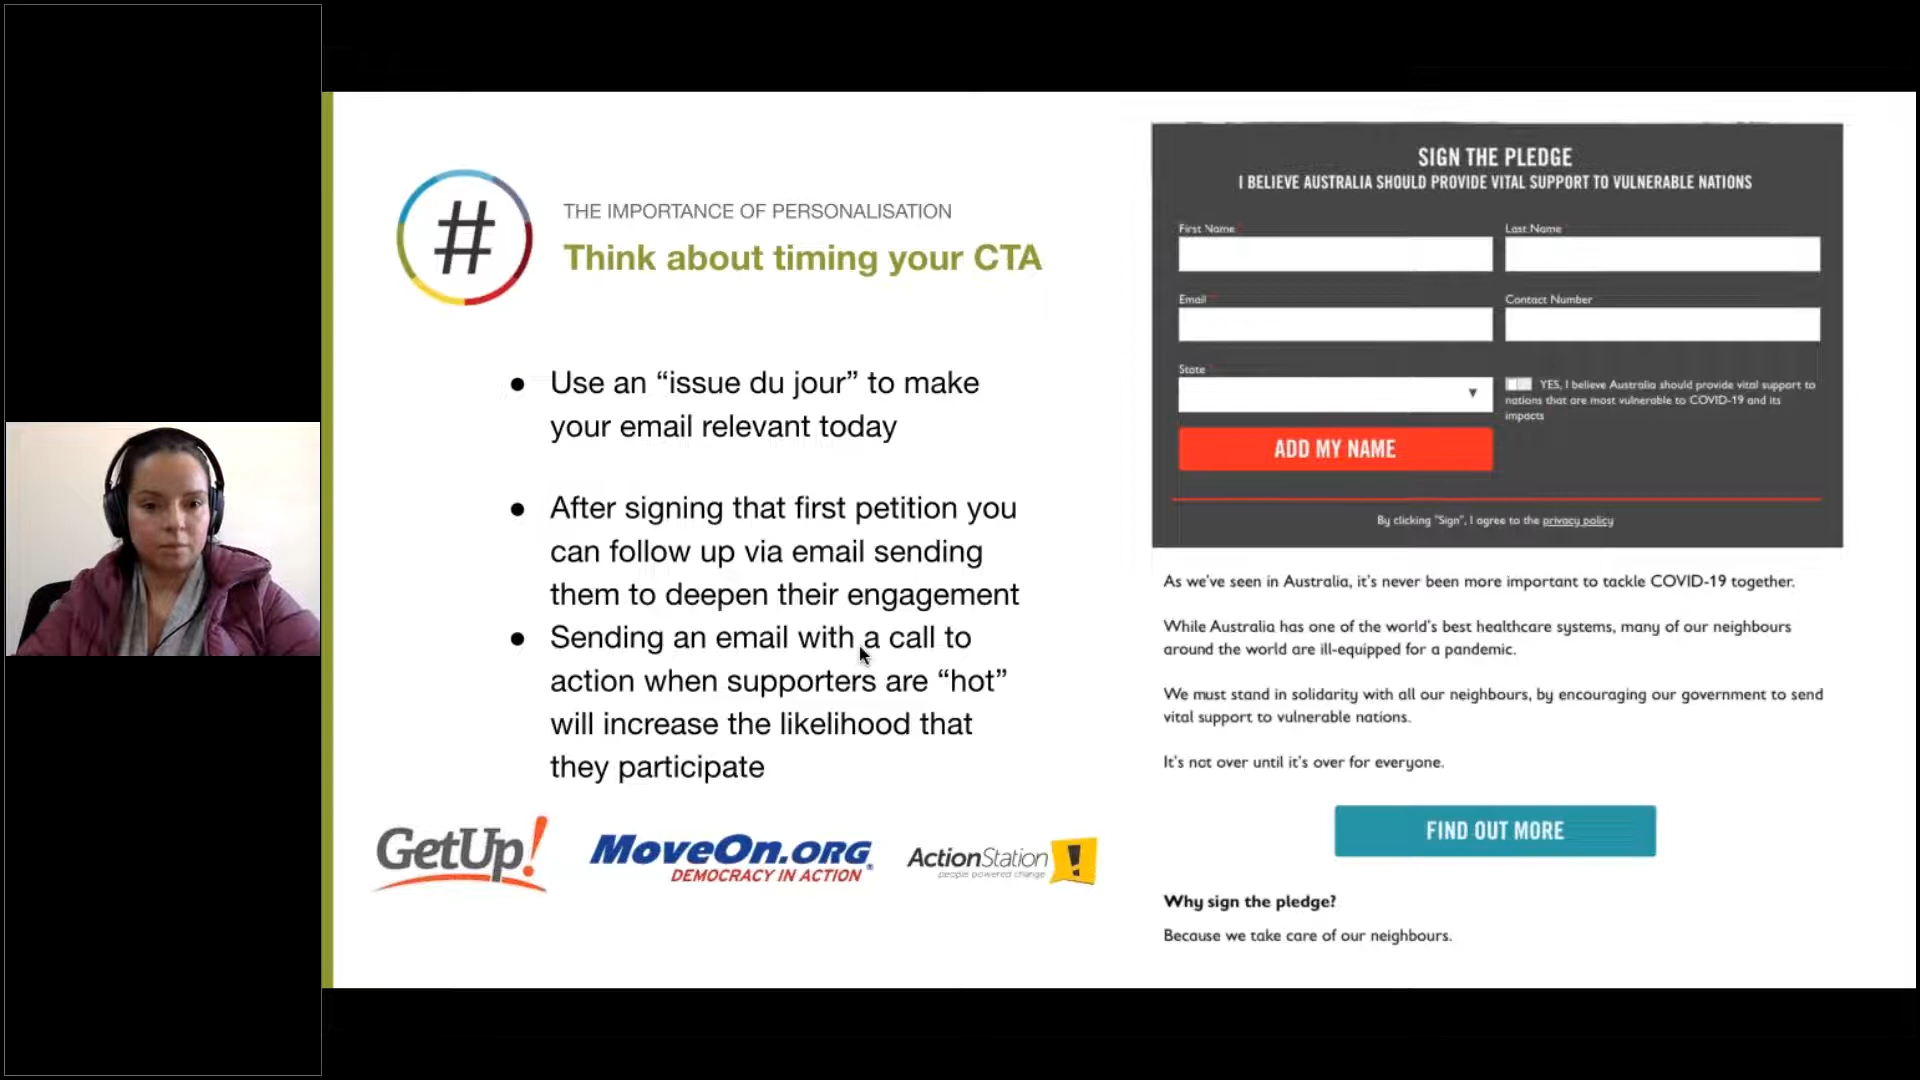 #
THE IMPORTANCE OF PERSONALISATION
Think about timing your CTA
● Use an “issue du jour” to make
your email relevant today
● After signing that first petition you
can follow up via email sending
them to deepen their engagement
● Sending an email with a call to
action when supporters are “hot”
will increase the likelihood that
they participate
GetUp!
MoveOn.ORG®
DEMOCRACY IN ACTION
ActionStation
people powered change
!
SIGN THE PLEDGE
I BELIEVE AUSTRALIA SHOULD PROVIDE VITAL SUPPORT TO VULNERABLE NATIONS
First Name *
Last Name
Email *
Contact Number
State *
YES, I believe Australia should provide vital support to
nations that are most vulnerable to COVID-19 and its
impacts
ADD MY NAME
By clicking "Sign", I agree to the privacy policy
As we've seen in Australia, it's never been more important to tackle COVID-19 together.
While Australia has one of the world's best healthcare systems, many of our neighbours
around the world are ill-equipped for a pandemic.
We must stand in solidarity with all our neighbours, by encouraging our government to send
vital support to vulnerable nations.
It's not over until it's over for everyone.
FIND OUT MORE
Why sign the pledge?
Because we take care of our neighbours.